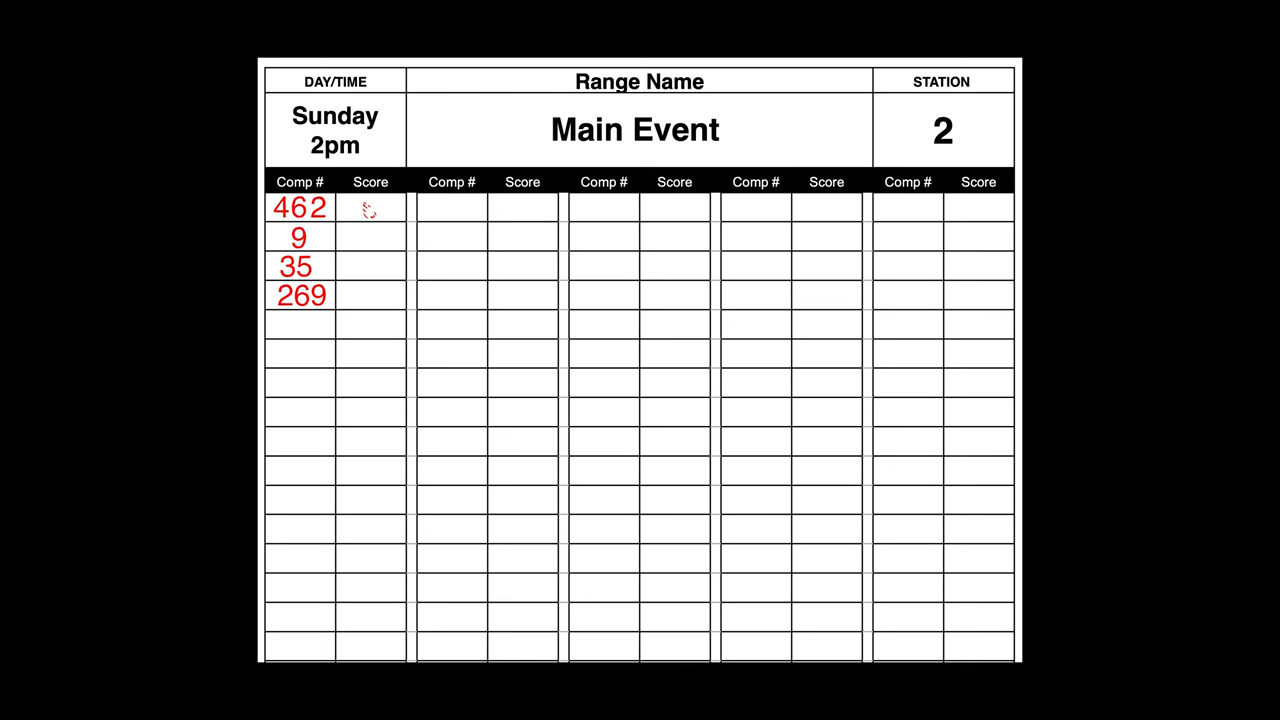 DAY/TIME Range Name STATION
Sunday
2pm
Main Event
2
Comp # Score Comp # Score Comp # Score Comp # Score Comp # Score
462
9
35
269